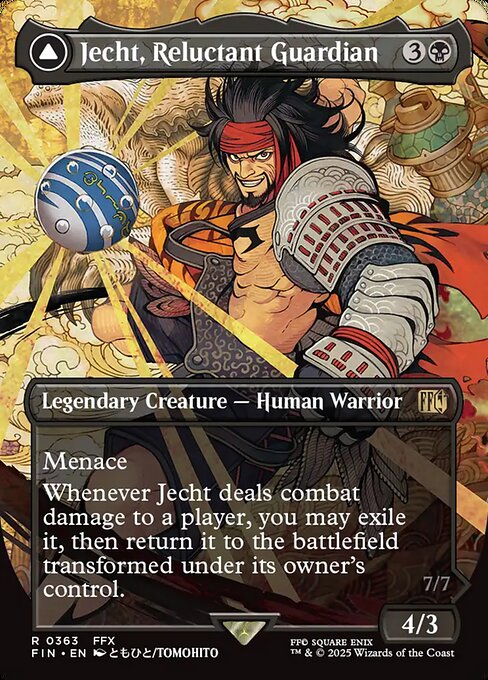 Jecht, Reluctant Guardian 3
Legendary Creature — Human Warrior
Menace
Whenever Jecht deals combat
damage to a player, you may exile
it, then return it to the battlefield
transformed under its owner's
control.
7/7
4/3
R 0363 FFX
FIN • EN ともひと/TOMOHITO
FF© SQUARE ENIX
™ & © 2025 Wizards of the Coast